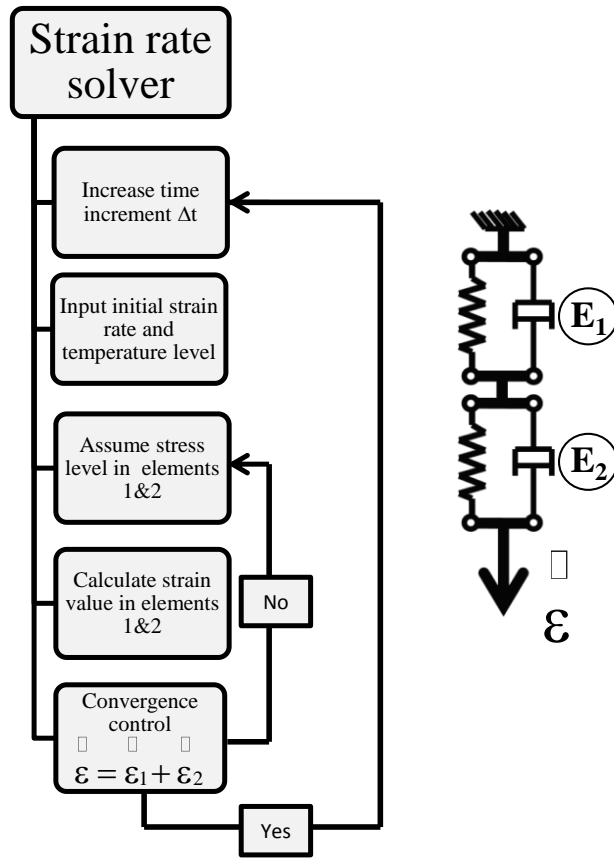 Strain rate
solver
Increase time
increment Δt
Input initial strain
rate and
temperature level
Assume stress
level in elements
1&2
Calculate strain
value in elements
1&2
No
Convergence
control
ε = ε₁ + ε₂
Yes
E₁
E₂
ε